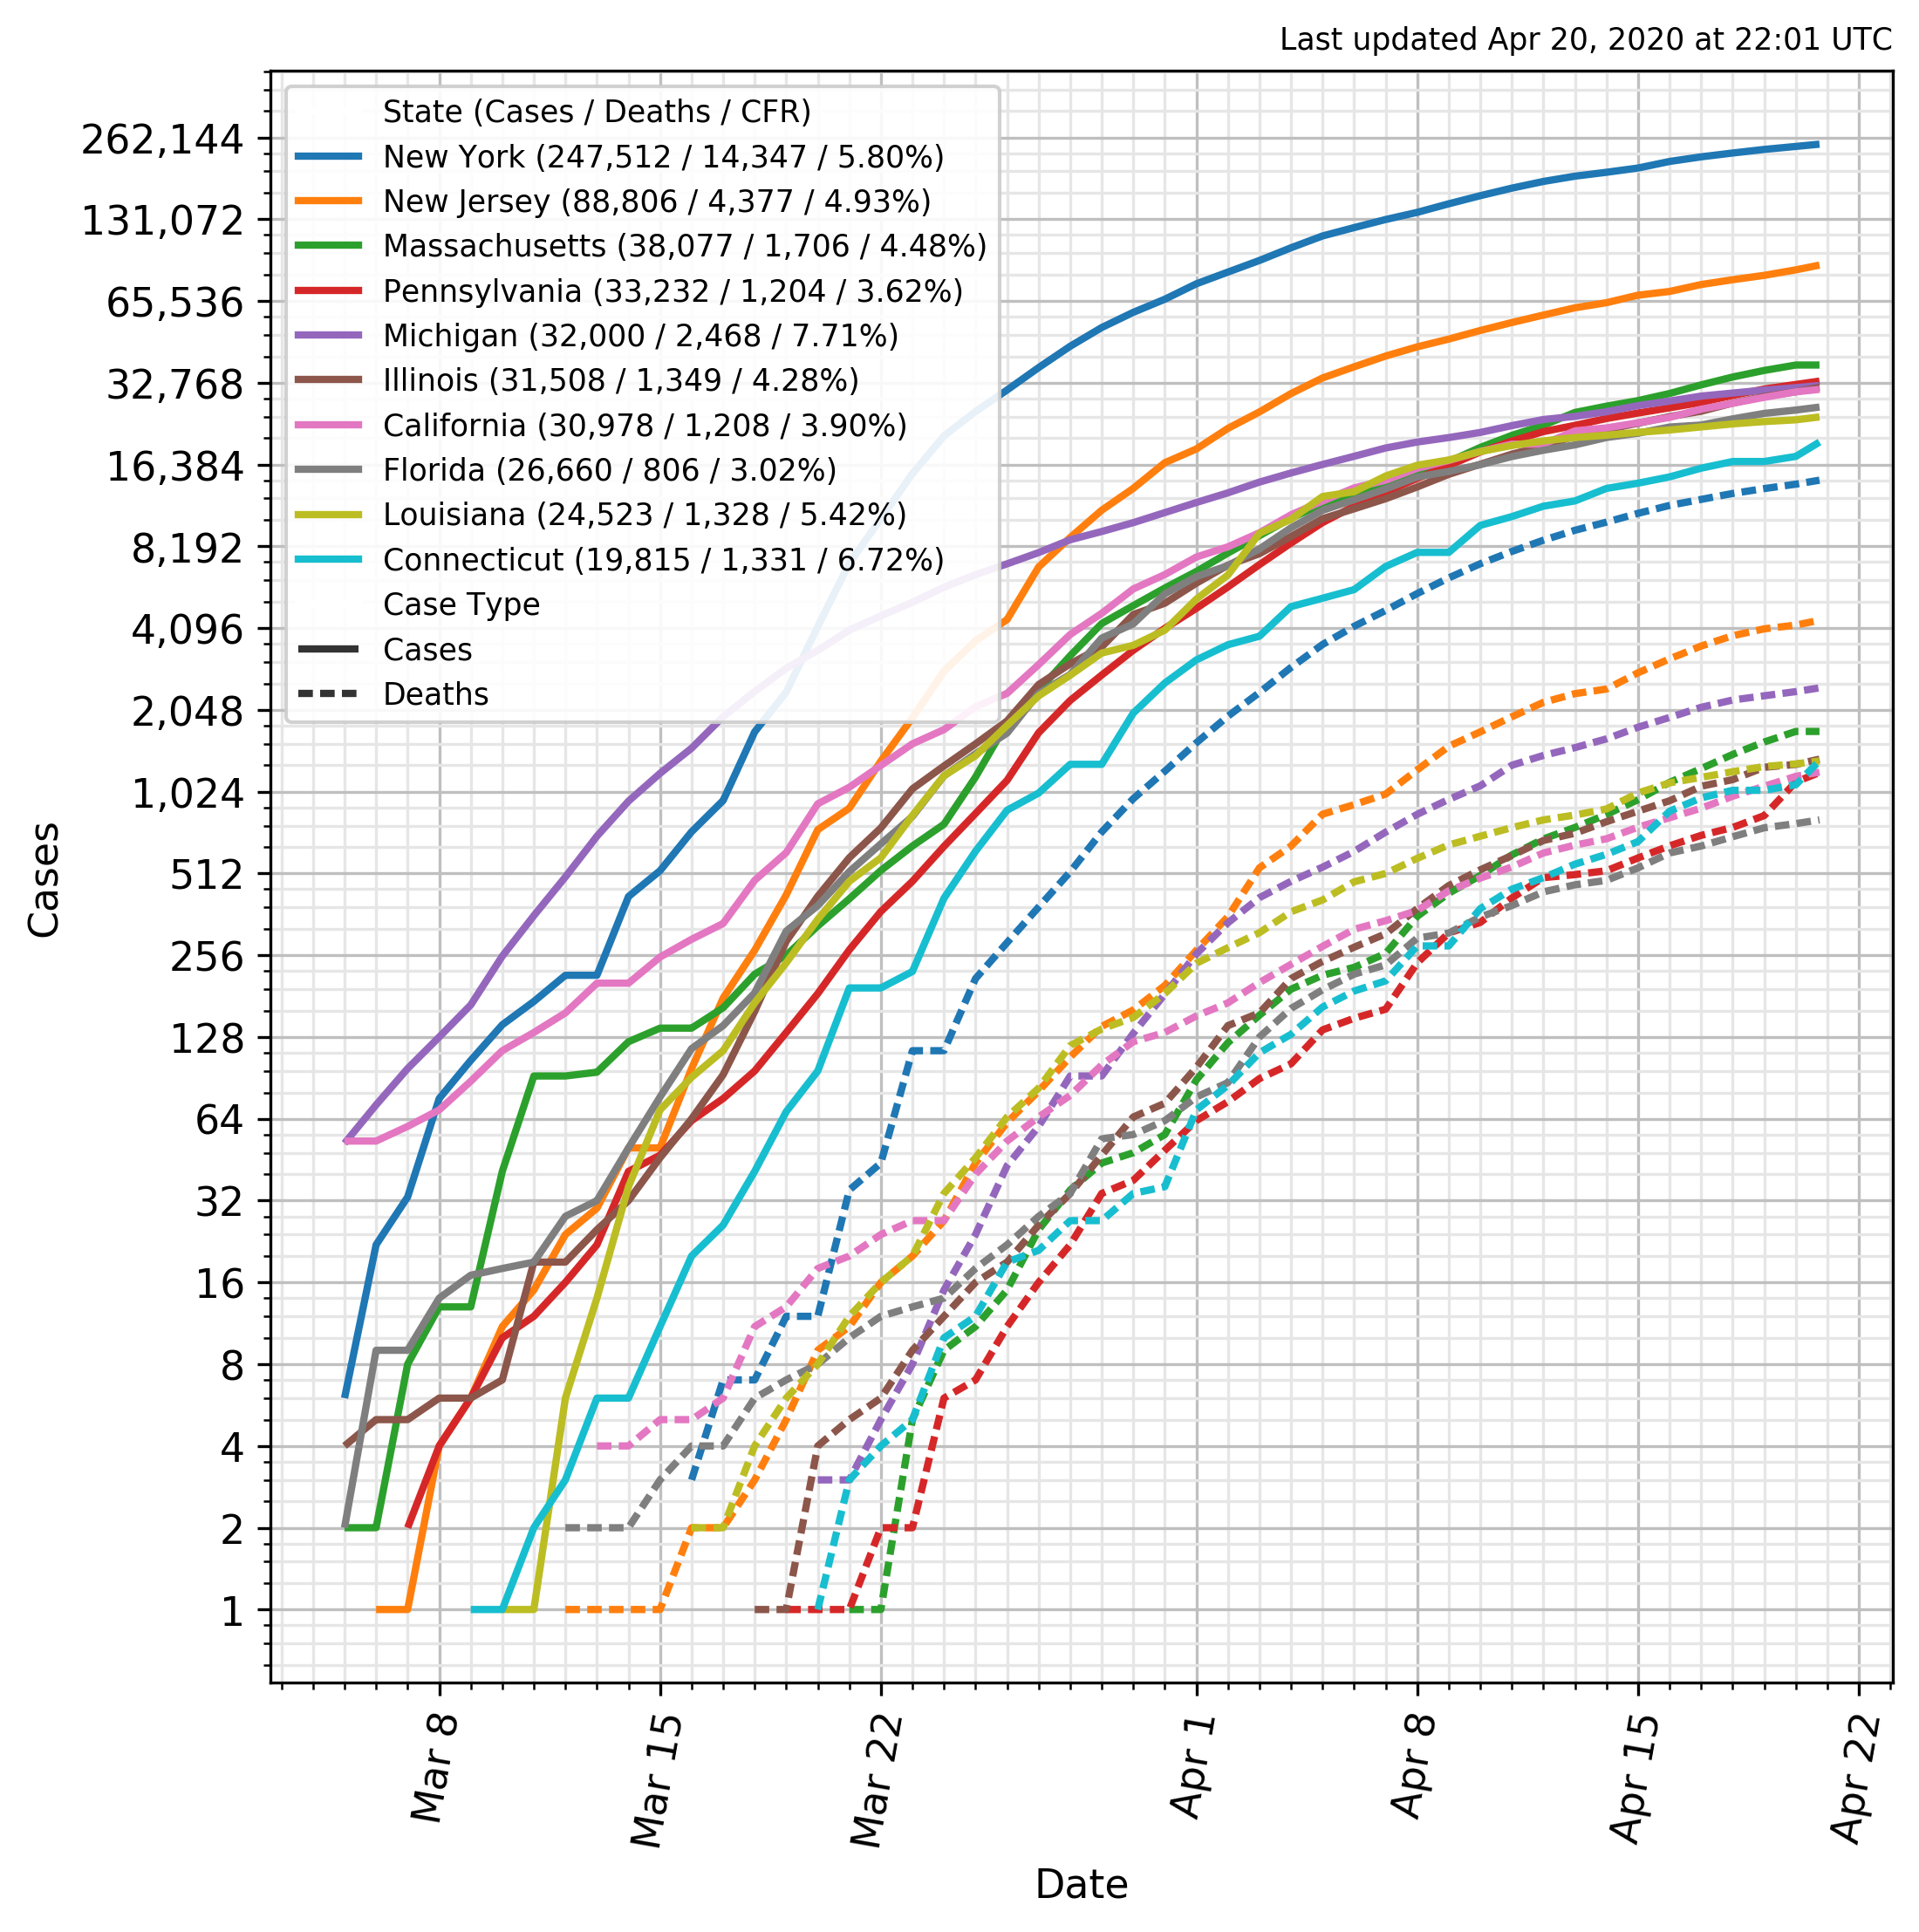 Last updated Apr 20, 2020 at 22:01 UTC
State (Cases / Deaths / CFR)
New York (247,512 / 14,347 / 5.80%)
New Jersey (88,806 / 4,377 / 4.93%)
Massachusetts (38,077 / 1,706 / 4.48%)
Pennsylvania (33,232 / 1,204 / 3.62%)
Michigan (32,000 / 2,468 / 7.71%)
Illinois (31,508 / 1,349 / 4.28%)
California (30,978 / 1,208 / 3.90%)
Florida (26,660 / 806 / 3.02%)
Louisiana (24,523 / 1,328 / 5.42%)
Connecticut (19,815 / 1,331 / 6.72%)
Case Type
Cases
Deaths
262,144
131,072
65,536
32,768
16,384
8,192
4,096
2,048
1,024
512
256
128
64
32
16
8
4
2
1
Cases
Mar 8
Mar 15
Mar 22
Apr 1
Apr 8
Apr 15
Apr 22
Date